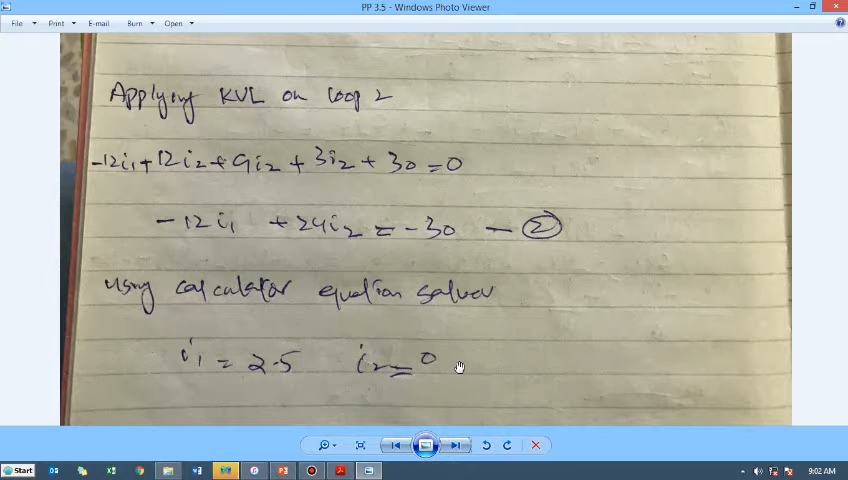 PP 3.5 - Windows Photo Viewer
File Print E-mail Burn Open
Applying KVL on loop 2
-12i1 + 12i2 + 9i2 + 3i2 + 30 = 0
-12i1 + 24i2 = -30 - 2
using calculator equation solver
i1 = 2.5 i2 = 0
Start 9:02 AM